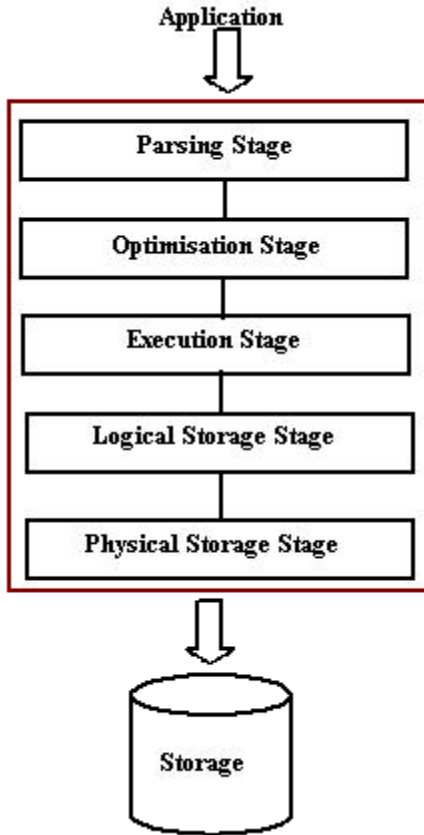 Application
Parsing Stage
Optimisation Stage
Execution Stage
Logical Storage Stage
Physical Storage Stage
Storage